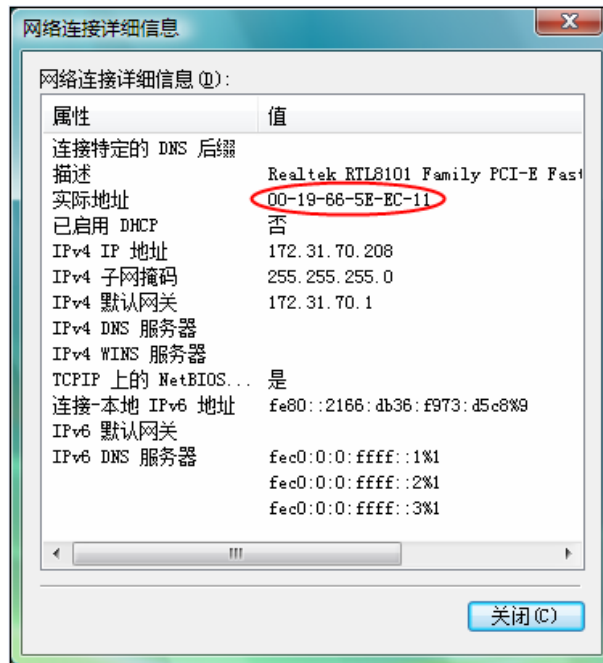 网络连接详细信息
网络连接详细信息(D):
属性 值
连接特定的 DNS 后缀
描述 Realtek RTL8101 Family PCI-E Fast
实际地址 00-19-66-5E-EC-11
已启用 DHCP 否
IPv4 IP 地址 172.31.70.208
IPv4 子网掩码 255.255.255.0
IPv4 默认网关 172.31.70.1
IPv4 DNS 服务器
IPv4 WINS 服务器
TCPIP 上的 NetBIOS... 是
连接-本地 IPv6 地址 fe80::2166:db36:f973:d5c8%9
IPv6 默认网关
IPv6 DNS 服务器 fec0:0:0:ffff::1%1
fec0:0:0:ffff::2%1
fec0:0:0:ffff::3%1
关闭(C)